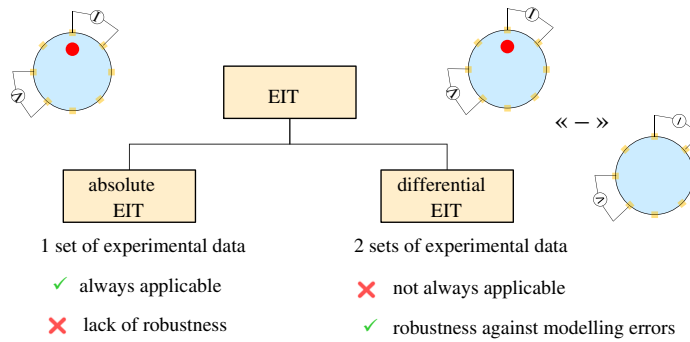 I
V
I
V
EIT
« − »
I
V
absolute
EIT
differential
EIT
1 set of experimental data
2 sets of experimental data
always applicable
not always applicable
lack of robustness
robustness against modelling errors